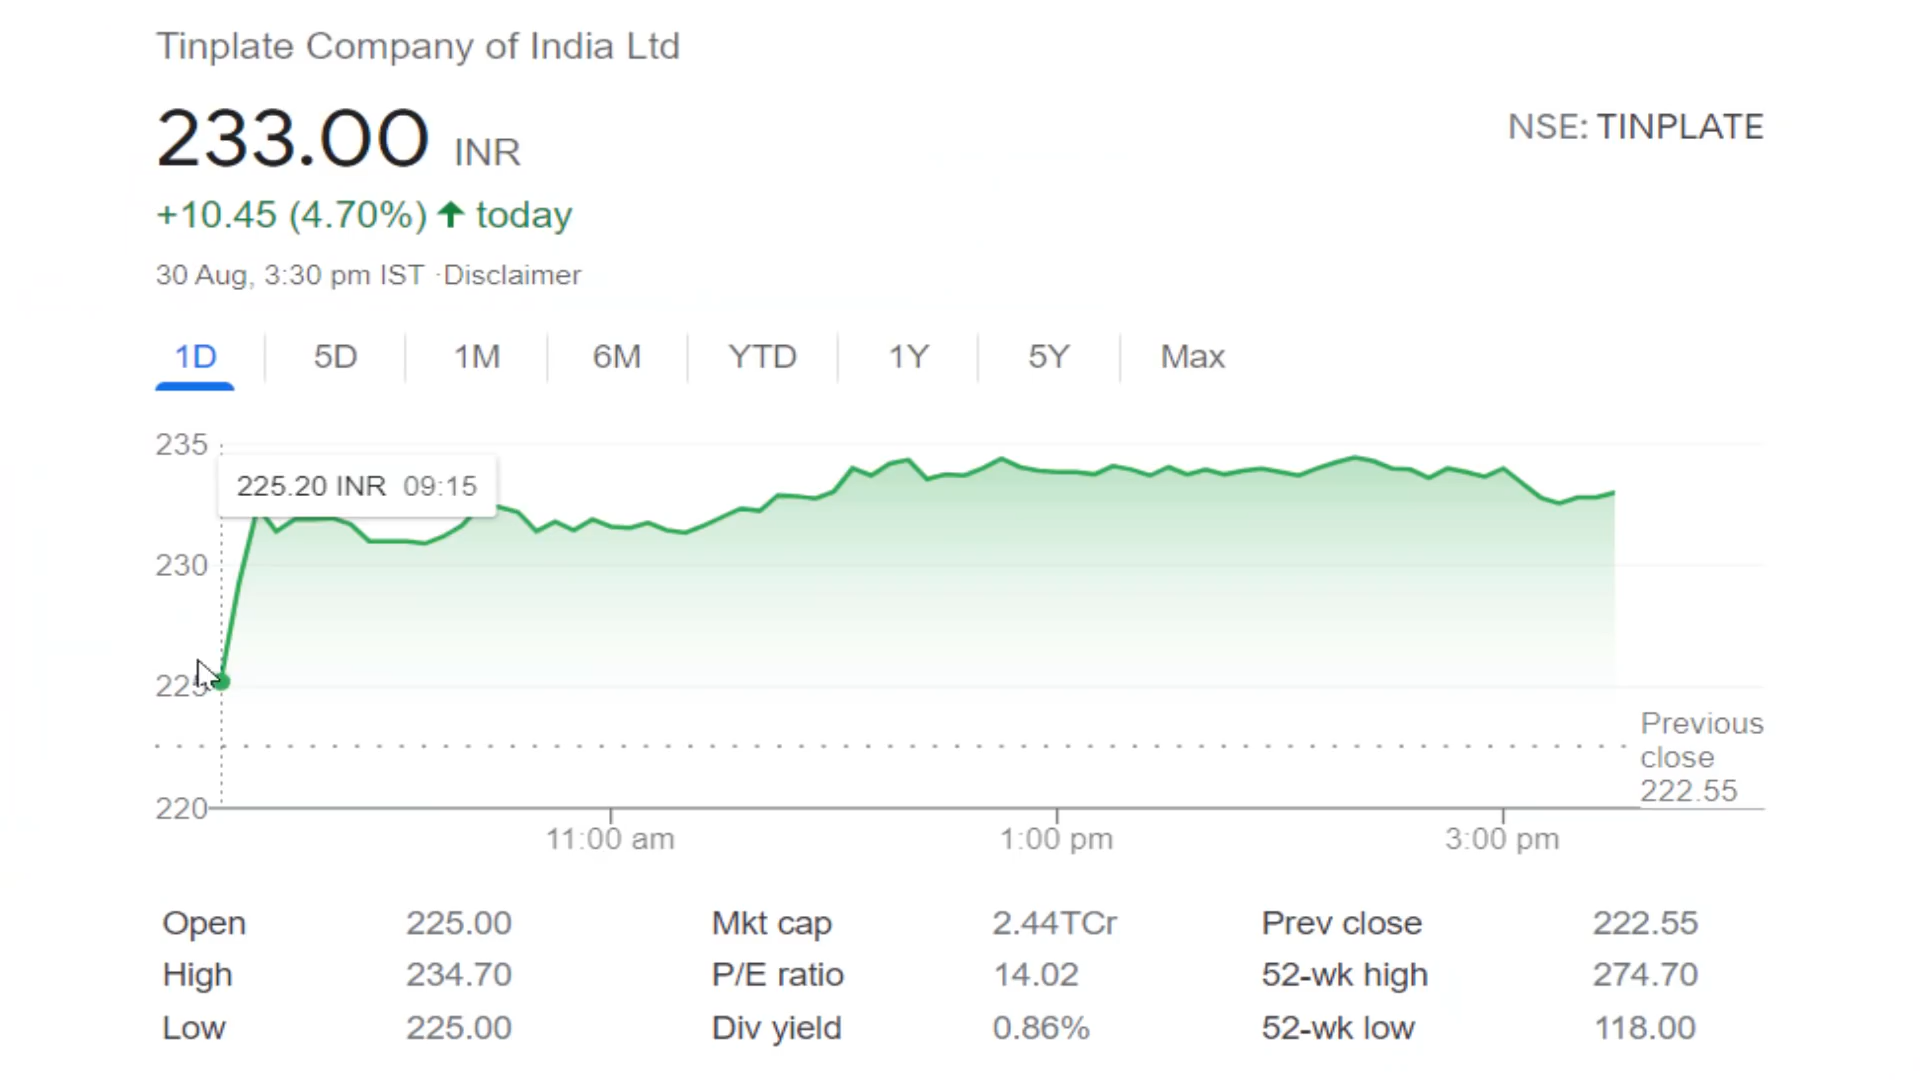 Tinplate Company of India Ltd
233.00 INR
NSE: TINPLATE
+10.45 (4.70%) ↑ today
30 Aug, 3:30 pm IST ·Disclaimer
1D 5D 1M 6M YTD 1Y 5Y Max
235
225.20 INR 09:15
230
225
Previous
close
222.55
220
11:00 am 1:00 pm 3:00 pm
Open 225.00 Mkt cap 2.44TCr Prev close 222.55
High 234.70 P/E ratio 14.02 52-wk high 274.70
Low 225.00 Div yield 0.86% 52-wk low 118.00